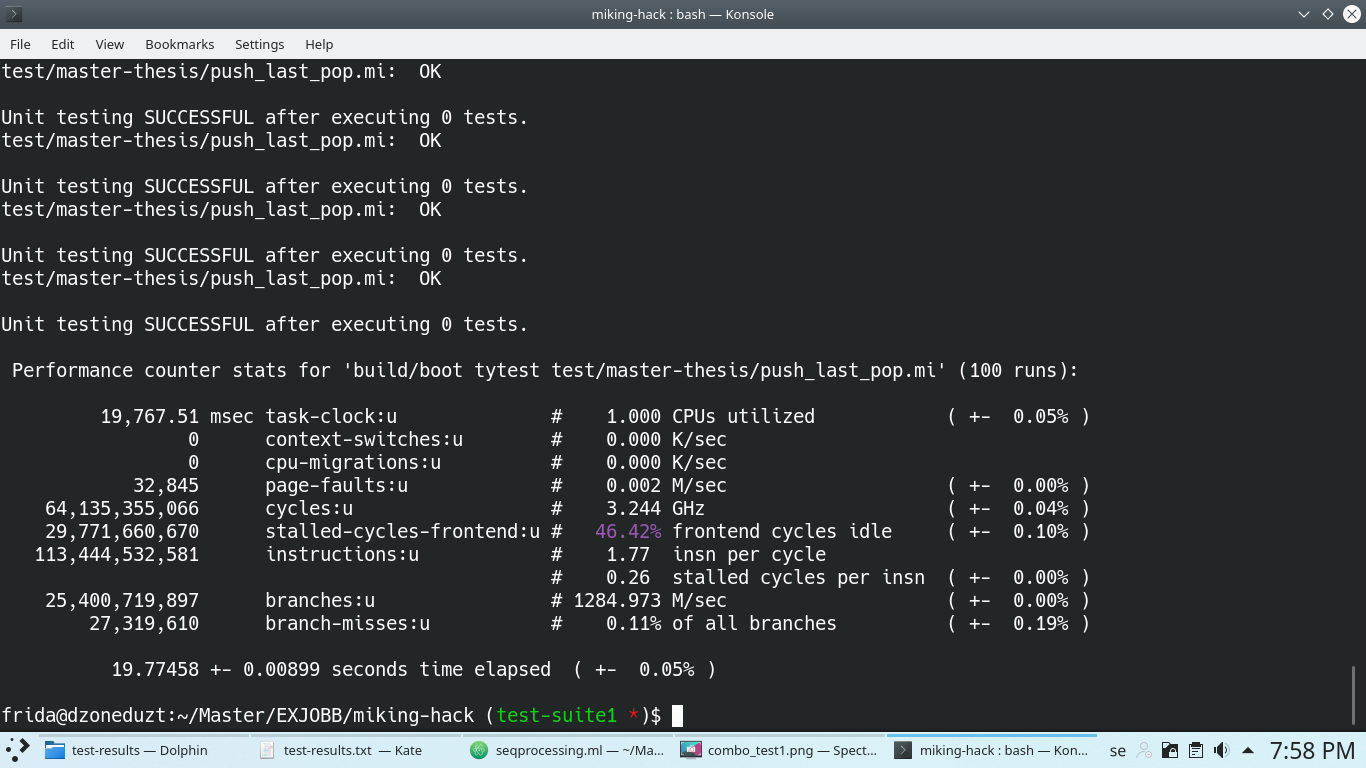 miking-hack : bash — Konsole
File Edit View Bookmarks Settings Help
test/master-thesis/push_last_pop.mi:  OK
Unit testing SUCCESSFUL after executing 0 tests.
test/master-thesis/push_last_pop.mi:  OK
Unit testing SUCCESSFUL after executing 0 tests.
test/master-thesis/push_last_pop.mi:  OK
Unit testing SUCCESSFUL after executing 0 tests.
test/master-thesis/push_last_pop.mi:  OK
Unit testing SUCCESSFUL after executing 0 tests.
 Performance counter stats for 'build/boot tytest test/master-thesis/push_last_pop.mi' (100 runs):
         19,767.51 msec task-clock:u              #    1.000 CPUs utilized            ( +-  0.05% )
                 0      context-switches:u        #    0.000 K/sec
                 0      cpu-migrations:u          #    0.000 K/sec
            32,845      page-faults:u             #    0.002 M/sec                    ( +-  0.00% )
    64,135,355,066      cycles:u                  #    3.244 GHz                      ( +-  0.04% )
    29,771,660,670      stalled-cycles-frontend:u #   46.42% frontend cycles idle     ( +-  0.10% )
   113,444,532,581      instructions:u            #    1.77  insn per cycle
                                                  #    0.26  stalled cycles per insn  ( +-  0.00% )
    25,400,719,897      branches:u                # 1284.973 M/sec                    ( +-  0.00% )
        27,319,610      branch-misses:u           #    0.11% of all branches          ( +-  0.19% )
          19.77458 +- 0.00899 seconds time elapsed  ( +-  0.05% )
frida@dzoneduzt:~/Master/EXJOBB/miking-hack (test-suite1 *)$
test-results — Dolphin test-results.txt — Kate seqprocessing.ml — ~/Ma... combo_test1.png — Spect... miking-hack : bash — Kon... se 7:58 PM